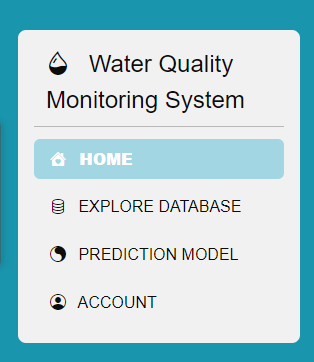 Water Quality
Monitoring System
HOME
EXPLORE DATABASE
PREDICTION MODEL
ACCOUNT